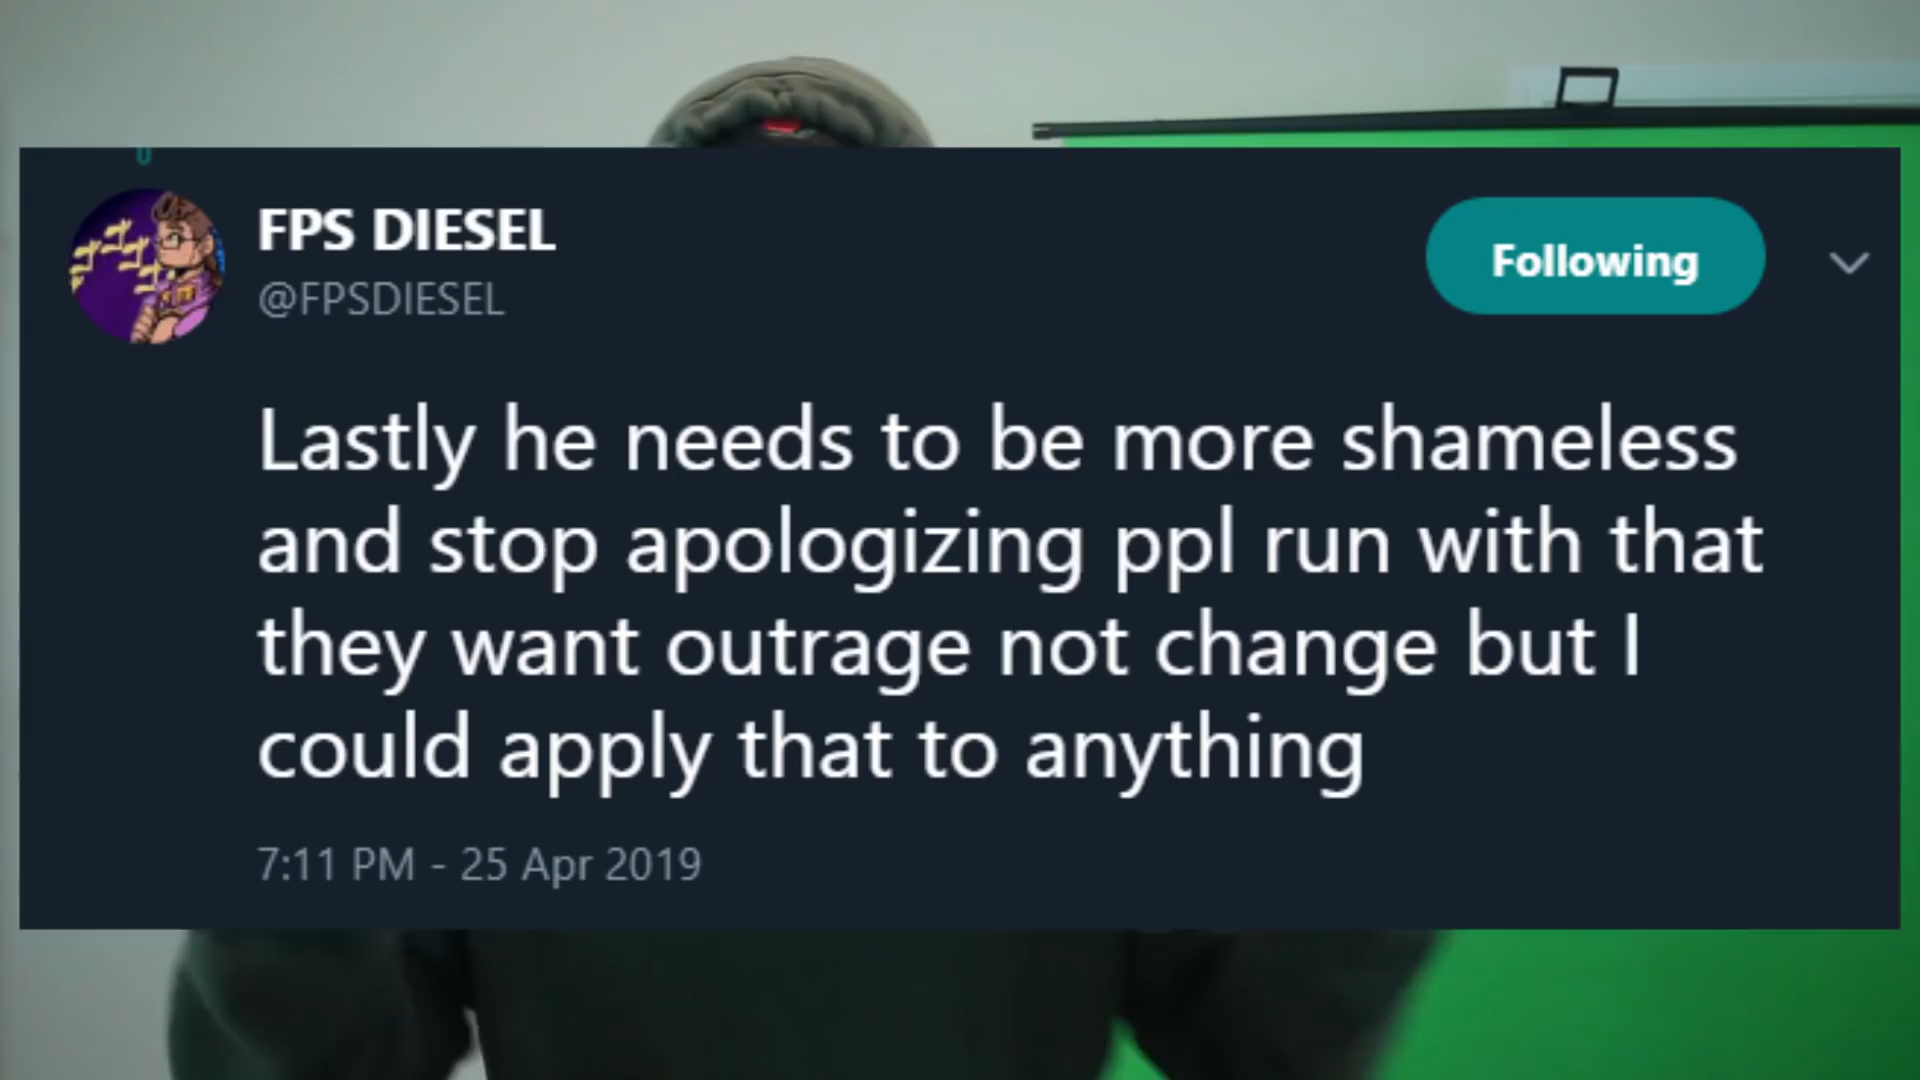 FPS DIESEL
@FPSDIESEL
Following
Lastly he needs to be more shameless
and stop apologizing ppl run with that
they want outrage not change but I
could apply that to anything
7:11 PM - 25 Apr 2019